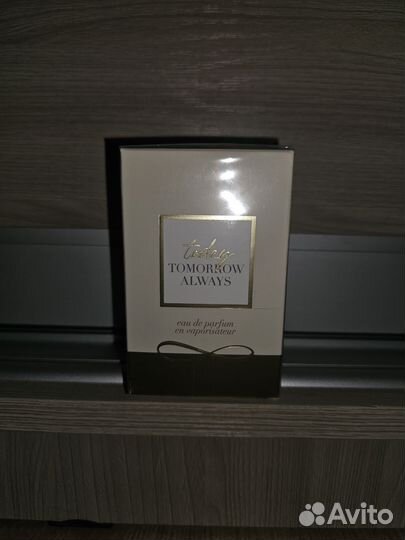 today
TOMORROW
ALWAYS
eau de parfum
en vaporisateur
Avito